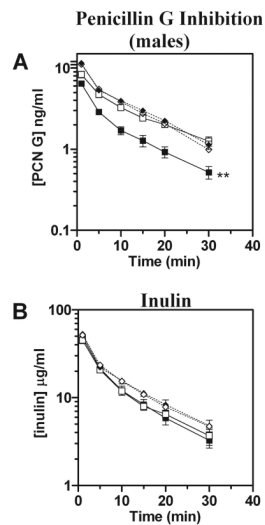 Penicillin G Inhibition
(males)
A
[PCN G] ng/ml
10
1
0.1
**
0 10 20 30 40
Time (min)
B
Inulin
[inulin] μg/ml
100
10
1
0 10 20 30 40
Time (min)